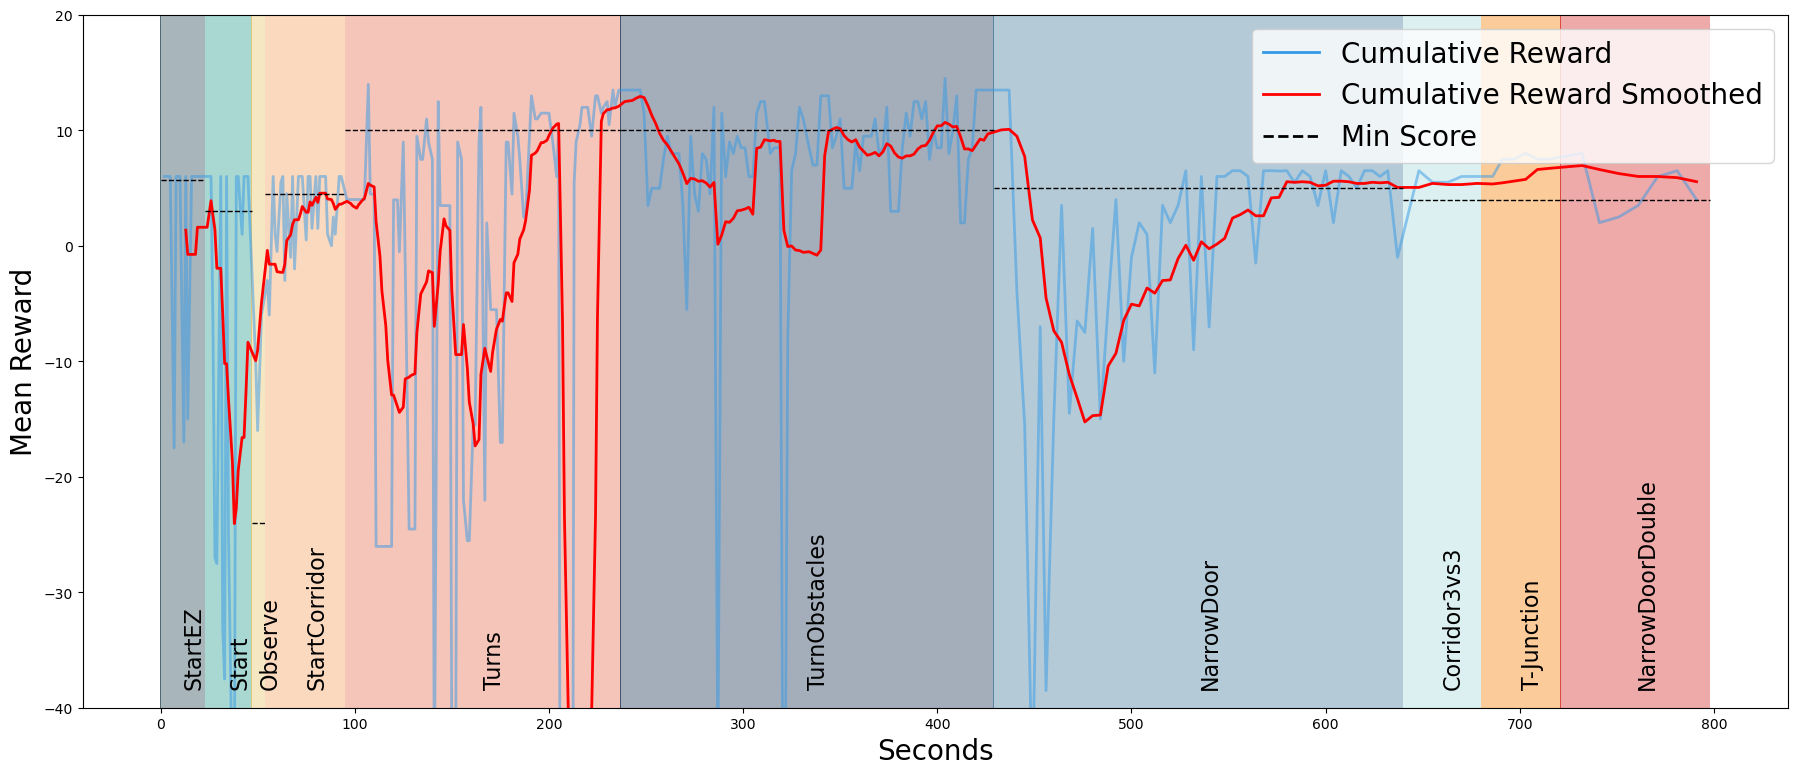 Cumulative Reward
Cumulative Reward Smoothed
Min Score
Mean Reward
20
10
0
−10
−20
−30
−40
StartEZ
Start
Observe
StartCorridor
Turns
TurnObstacles
NarrowDoor
Corridor3vs3
T-Junction
NarrowDoorDouble
0
100
200
300
400
500
600
700
800
Seconds